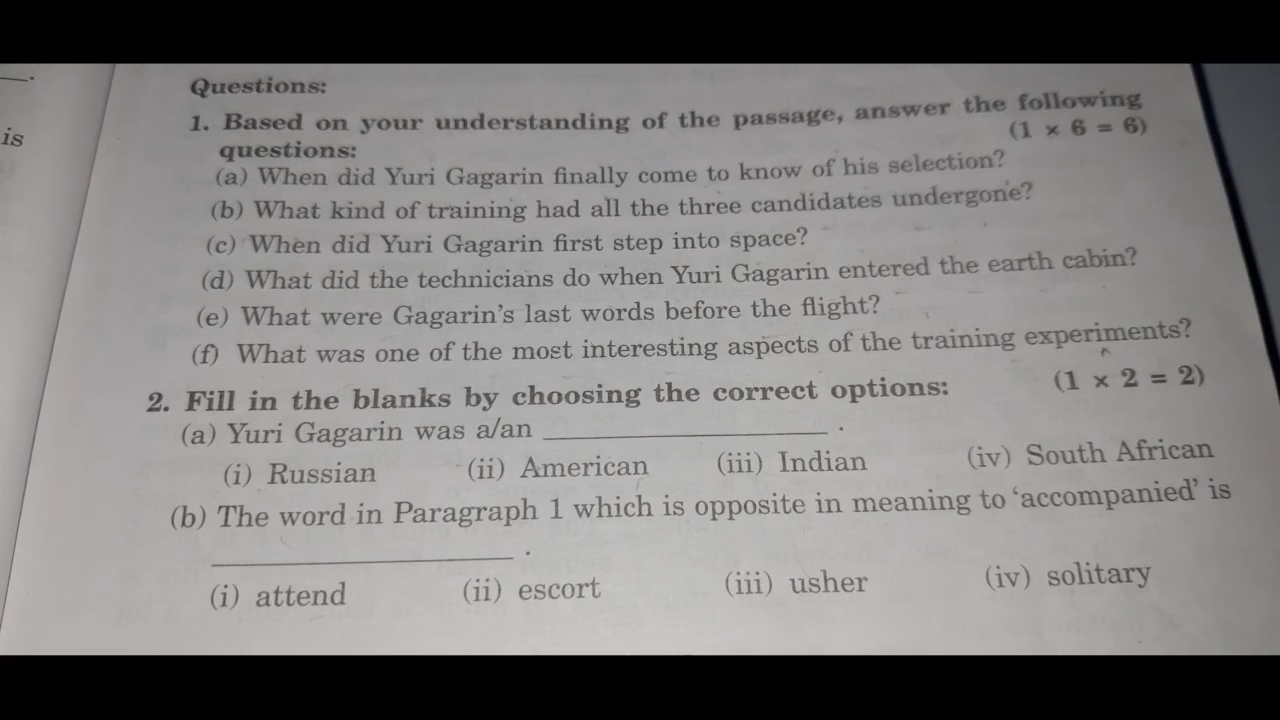 is
Questions:
1. Based on your understanding of the passage, answer the following
questions: (1 × 6 = 6)
(a) When did Yuri Gagarin finally come to know of his selection?
(b) What kind of training had all the three candidates undergone?
(c) When did Yuri Gagarin first step into space?
(d) What did the technicians do when Yuri Gagarin entered the earth cabin?
(e) What were Gagarin's last words before the flight?
(f) What was one of the most interesting aspects of the training experiments?
2. Fill in the blanks by choosing the correct options: (1 × 2 = 2)
(a) Yuri Gagarin was a/an ____________________ .
(i) Russian (ii) American (iii) Indian (iv) South African
(b) The word in Paragraph 1 which is opposite in meaning to 'accompanied' is
____________________ .
(i) attend (ii) escort (iii) usher (iv) solitary